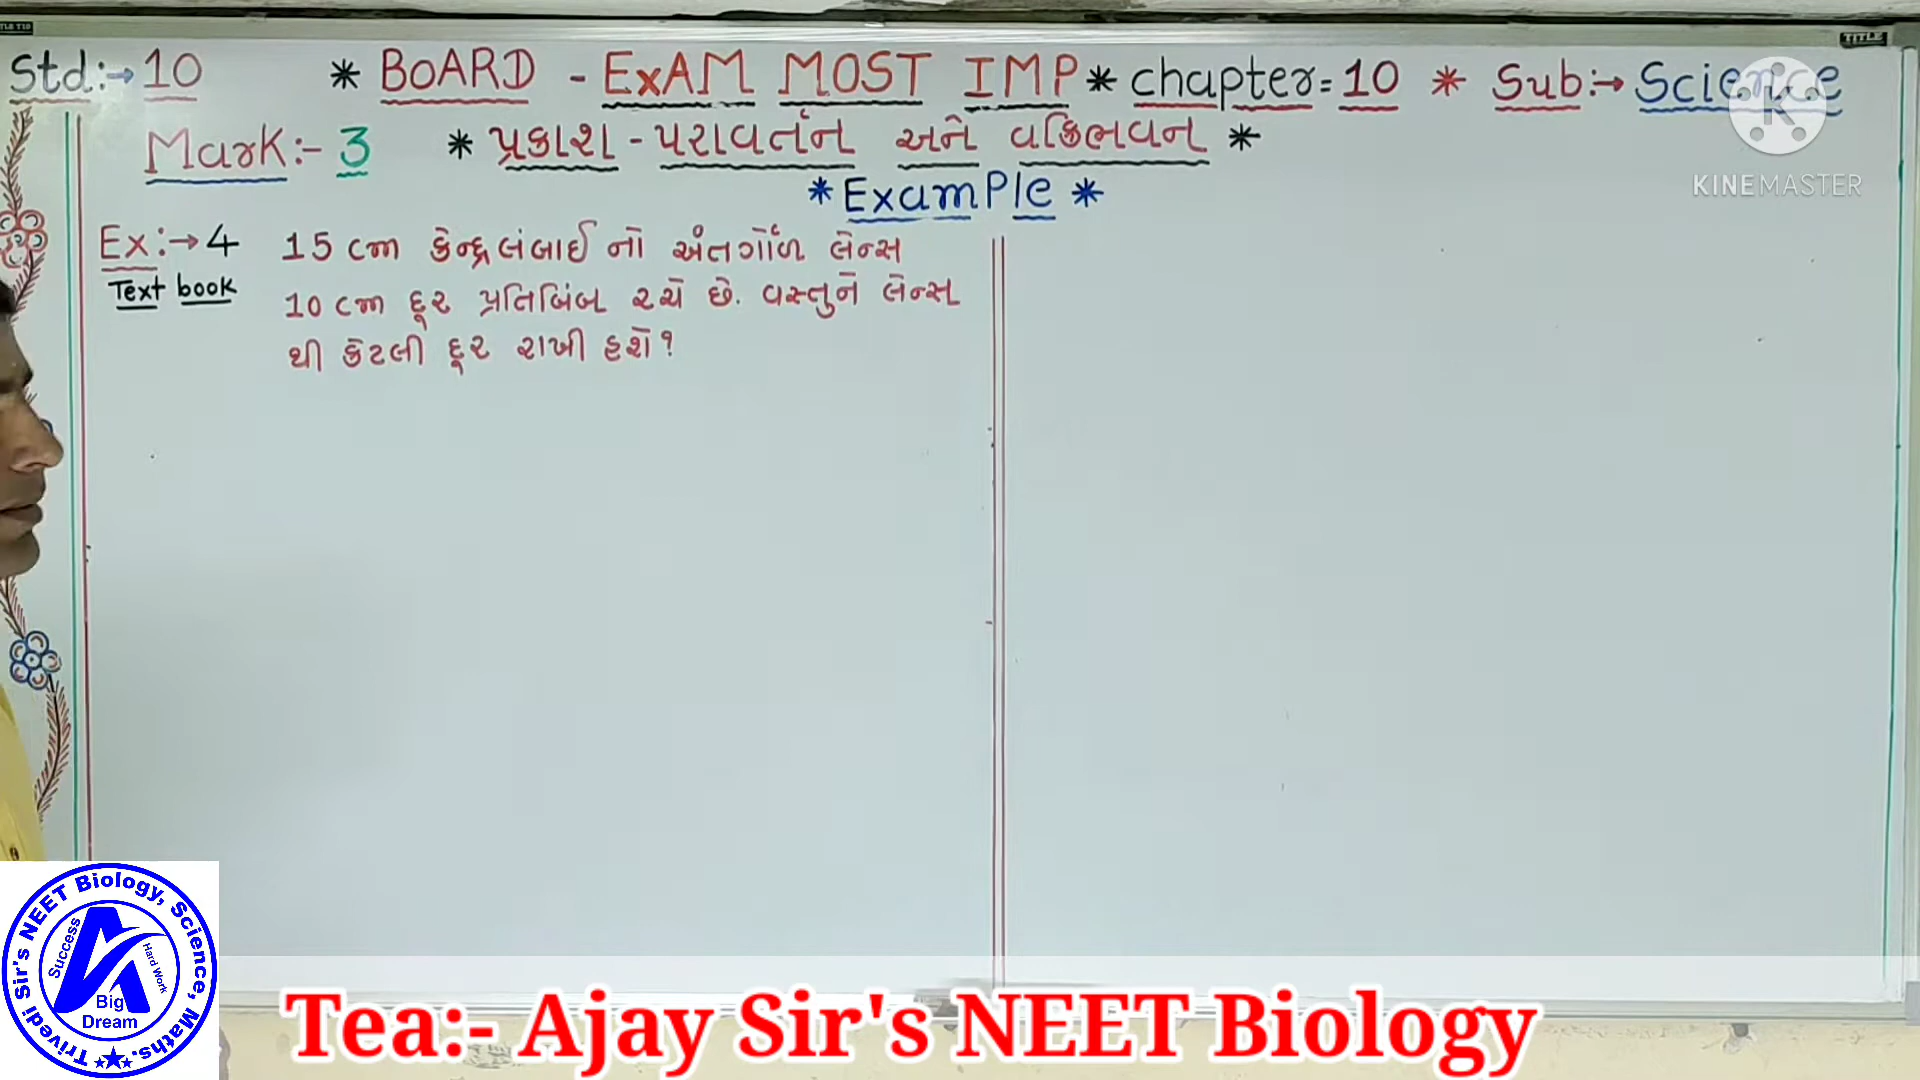 Std:→ 10 * BOARD - EXAM MOST IMP * chapter = 10 * Sub:→ Science
Mark:- 3 * પ્રકાશ - પરાવર્તન અને વક્રિભવન *
* Example *
Ex:→ 4 15 cm કેન્દ્રલંબાઈ નો અંતર્ગોળ લેન્સ
Text book 10 cm દૂર પ્રતિબિંબ રચે છે. વસ્તુને લેન્સ
થી કેટલી દૂર રાખી હશે?
KINEMASTER
TITLE
Trivedi Sir's NEET Biology, Science, Maths.
Success
Hard Work
Big
Dream
Tea:- Ajay Sir's NEET Biology